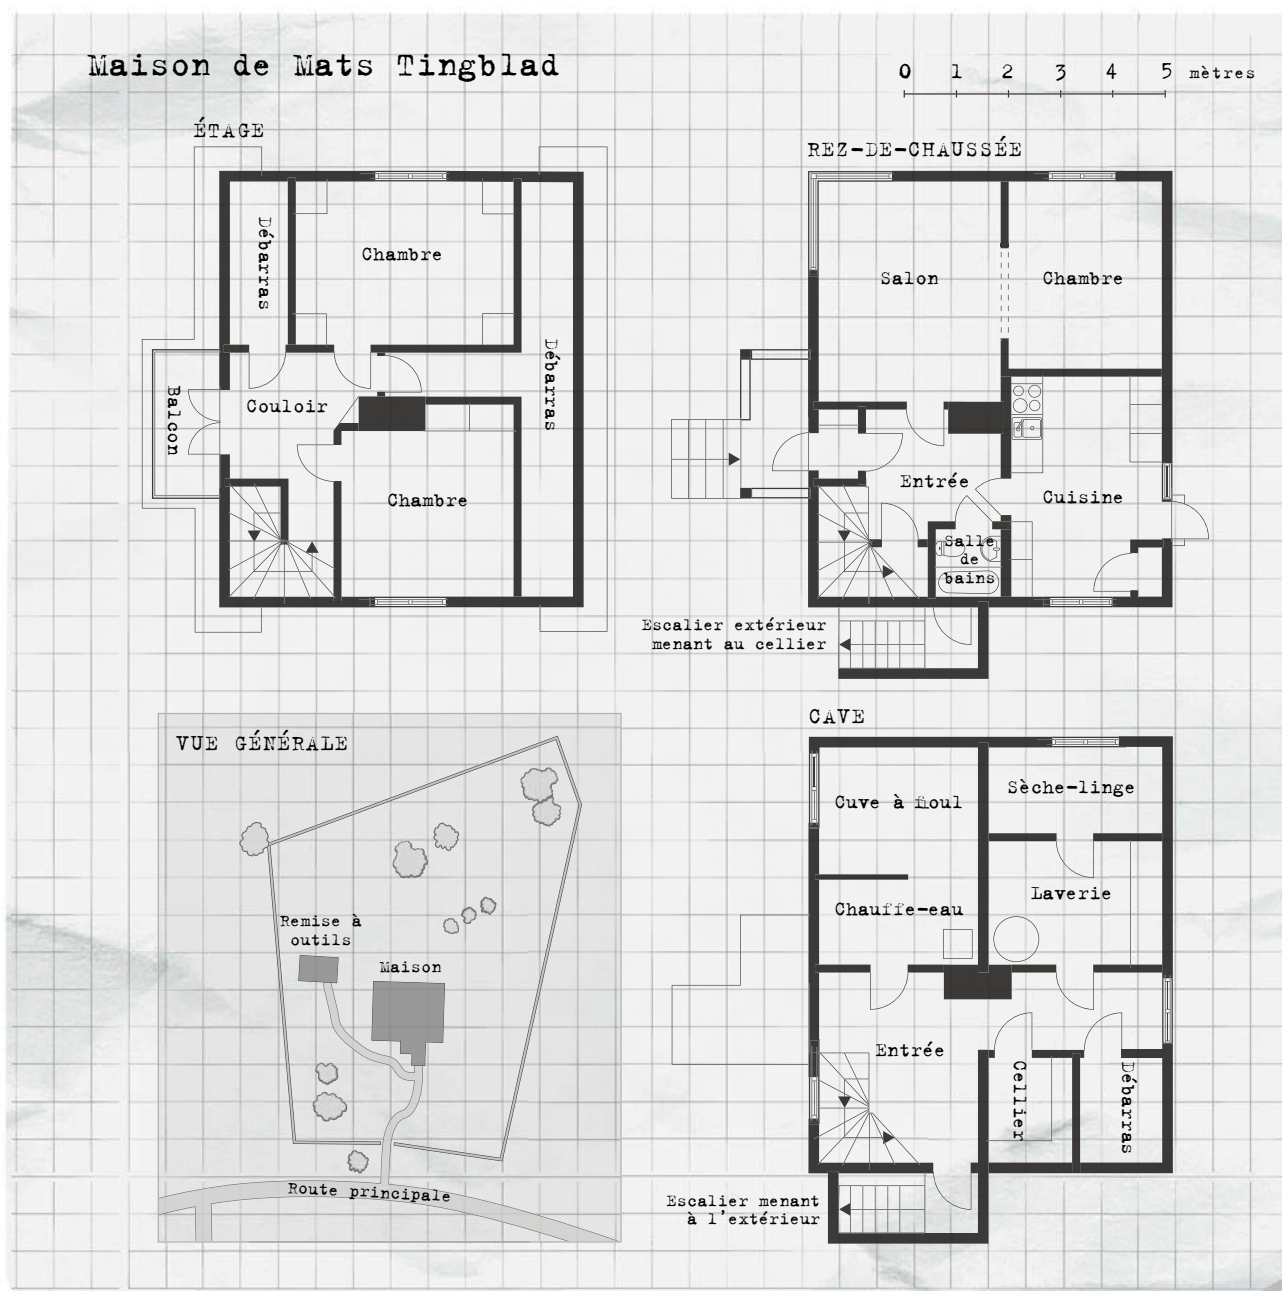 Maison de Mats Tingblad
0 1 2 3 4 5 mètres
ÉTAGE
Débarras
Chambre
Débarras
Balcon
Couloir
Chambre
REZ-DE-CHAUSSÉE
Salon
Chambre
Entrée
Cuisine
Salle
de
bains
Escalier extérieur
menant au cellier
VUE GÉNÉRALE
Remise à
outils
Maison
Route principale
CAVE
Cuve à fioul
Sèche-linge
Chauffe-eau
Laverie
Entrée
Cellier
Débarras
Escalier menant
à l'extérieur